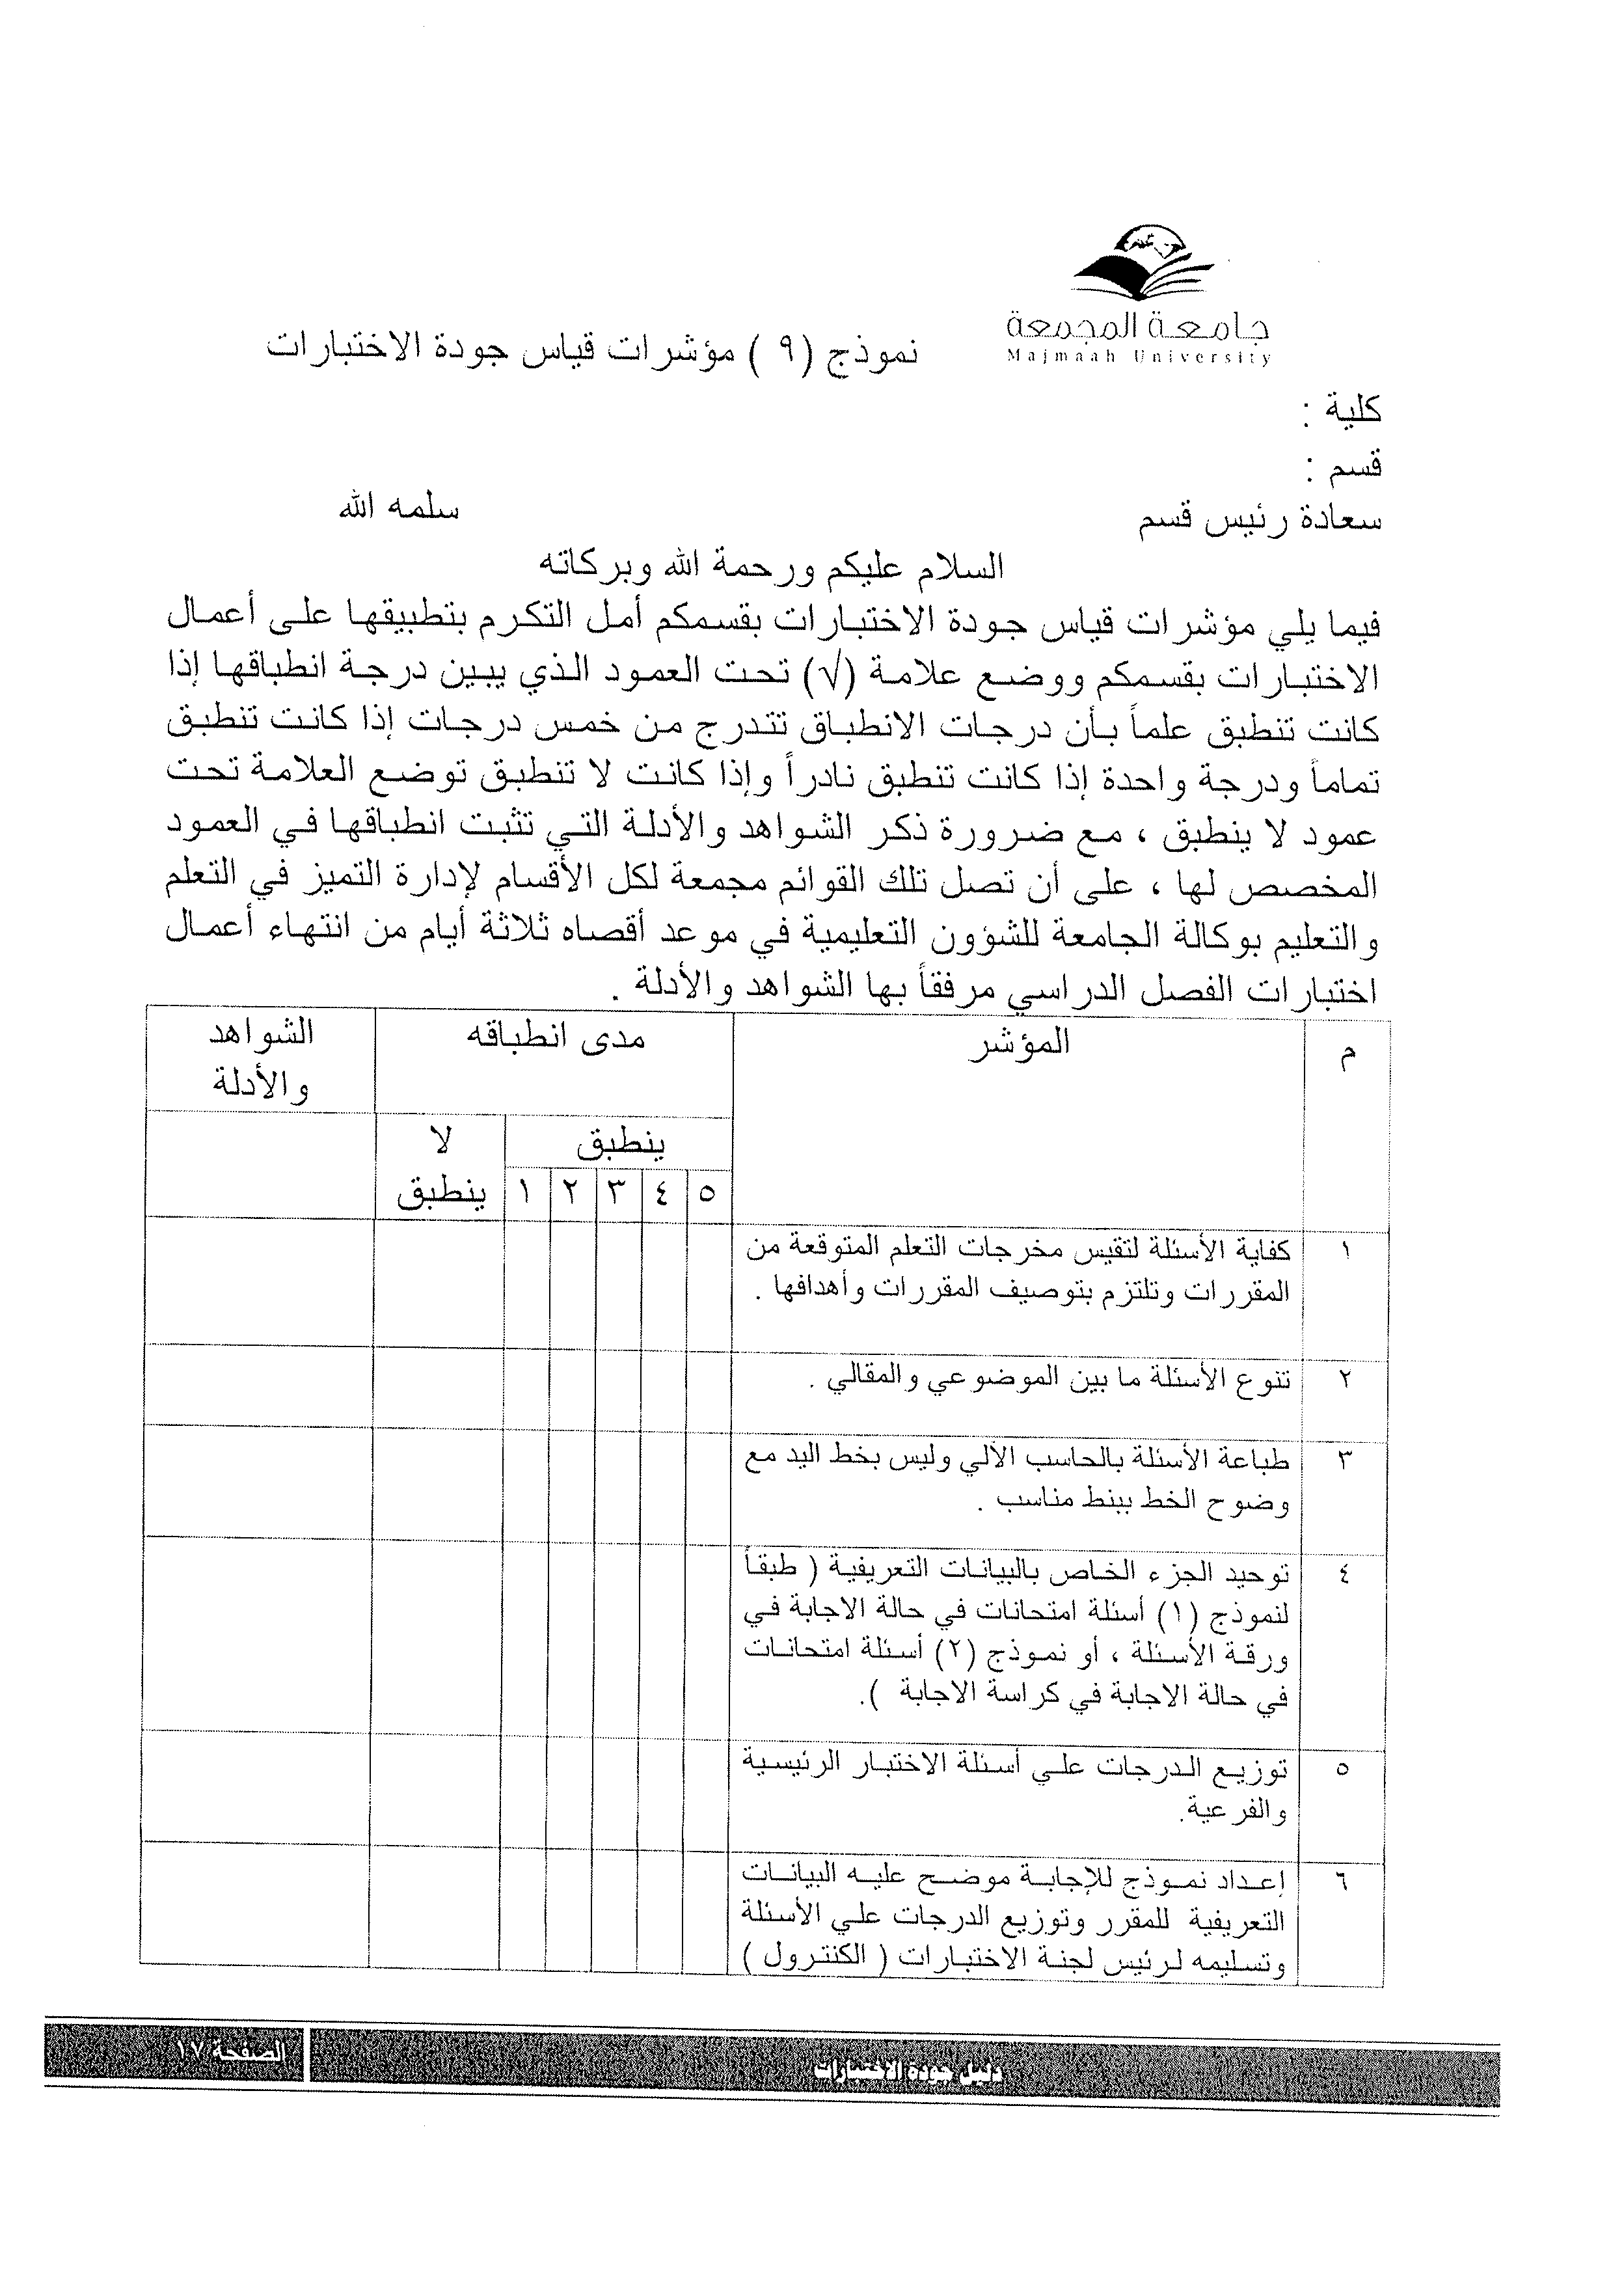 جامعة المجمعة
Majmaah University
نموذج (٩ ) مؤشرات قياس جودة الاختبارات
كلية :
قسم :
سعادة رئيس قسم سلمه الله
السلام عليكم ورحمة الله وبركاته
فيما يلي مؤشرات قياس جودة الاختبارات بقسمكم أمل التكرم بتطبيقها على أعمال
الاختبارات بقسمكم ووضع علامة (√) تحت العمود الذي يبين درجة انطباقها إذا
كانت تنطبق علماً بأن درجات الانطباق تتدرج من خمس درجات إذا كانت تنطبق
تماماً ودرجة واحدة إذا كانت تنطبق نادراً وإذا كانت لا تنطبق توضع العلامة تحت
عمود لا ينطبق ، مع ضرورة ذكر الشواهد والأدلة التي تثبت انطباقها في العمود
المخصص لها ، على أن تصل تلك القوائم مجمعة لكل الأقسام لإدارة التميز في التعلم
والتعليم بوكالة الجامعة للشؤون التعليمية في موعد أقصاه ثلاثة أيام من انتهاء أعمال
اختبارات الفصل الدراسي مرفقاً بها الشواهد والأدلة .
م المؤشر مدى انطباقه الشواهد
والأدلة
ينطبق لا
٥ ٤ ٣ ٢ ١ ينطبق
١ كفاية الأسئلة لتقيس مخرجات التعلم المتوقعة من
المقررات وتلتزم بتوصيف المقررات وأهدافها .
٢ تنوع الأسئلة ما بين الموضوعي والمقالي .
٣ طباعة الأسئلة بالحاسب الآلي وليس بخط اليد مع
وضوح الخط ببنط مناسب .
٤ توحيد الجزء الخاص بالبيانات التعريفية ( طبقاً
لنموذج (١) أسئلة امتحانات في حالة الاجابة في
ورقة الأسئلة ، أو نموذج (٢) أسئلة امتحانات
في حالة الاجابة في كراسة الاجابة ).
٥ توزيع الدرجات علي أسئلة الاختبار الرئيسية
والفرعية.
٦ إعداد نموذج للإجابة موضح عليه البيانات
التعريفية للمقرر وتوزيع الدرجات علي الأسئلة
وتسليمه لرئيس لجنة الاختبارات ( الكنترول )
دليل جودة الاختبارات
الصفحة ١٧